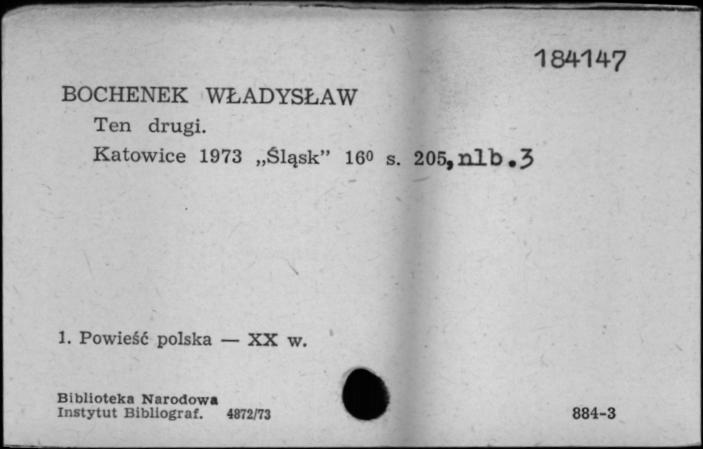 184147
BOCHENEK WŁADYSŁAW
Ten drugi.
Katowice 1973 „Śląsk” 16⁰ s. 205, nlb.3
1. Powieść polska — XX w.
Biblioteka Narodowa
Instytut Bibliograf. 4872/73
884-3